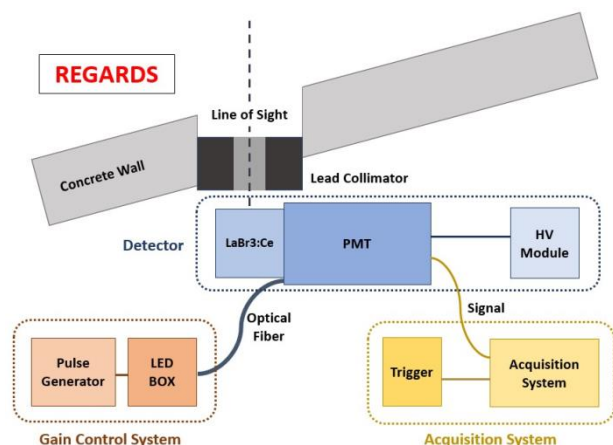 REGARDS
Line of Sight
Concrete Wall
Lead Collimator
Detector
LaBr3:Ce
PMT
HV
Module
Optical
Fiber
Signal
Pulse
Generator
LED
BOX
Trigger
Acquisition
System
Gain Control System
Acquisition System